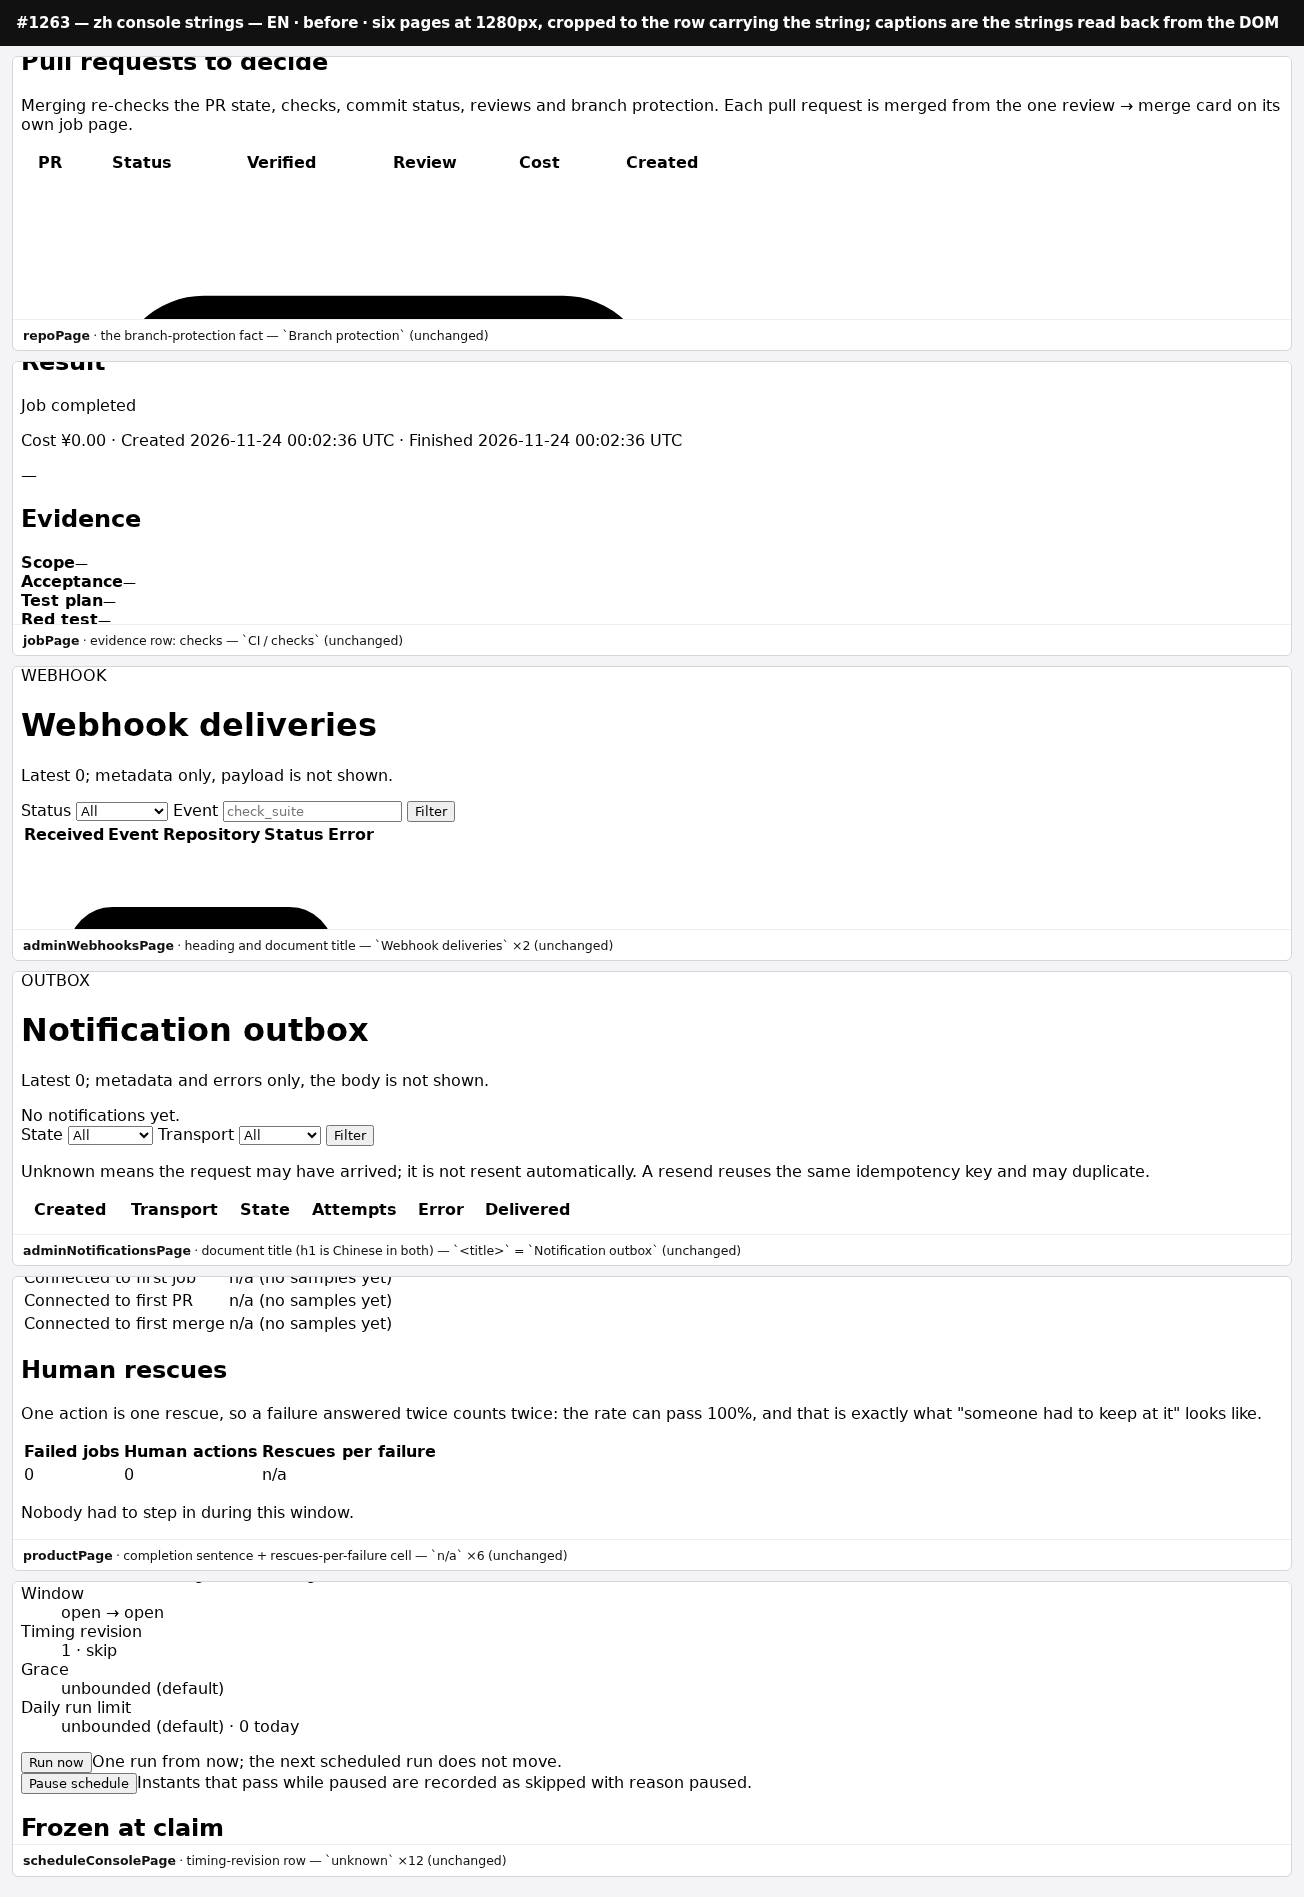 #1263 — zh console strings — EN · before · six pages at 1280px, cropped to the row carrying the string; captions are the strings read back from the DOM
Pull requests to decide
Merging re-checks the PR state, checks, commit status, reviews and branch protection. Each pull request is merged from the one review → merge card on its
own job page.
PR Status Verified Review Cost Created
repoPage · the branch-protection fact — `Branch protection` (unchanged)
Result
Job completed
Cost ¥0.00 · Created 2026-11-24 00:02:36 UTC · Finished 2026-11-24 00:02:36 UTC
—
Evidence
Scope—
Acceptance—
Test plan—
Red test—
jobPage · evidence row: checks — `CI / checks` (unchanged)
WEBHOOK
Webhook deliveries
Latest 0; metadata only, payload is not shown.
Status All Event check_suite Filter
Received Event Repository Status Error
adminWebhooksPage · heading and document title — `Webhook deliveries` ×2 (unchanged)
OUTBOX
Notification outbox
Latest 0; metadata and errors only, the body is not shown.
No notifications yet.
State All Transport All Filter
Unknown means the request may have arrived; it is not resent automatically. A resend reuses the same idempotency key and may duplicate.
Created Transport State Attempts Error Delivered
adminNotificationsPage · document title (h1 is Chinese in both) — `<title>` = `Notification outbox` (unchanged)
Connected to first job n/a (no samples yet)
Connected to first PR n/a (no samples yet)
Connected to first merge n/a (no samples yet)
Human rescues
One action is one rescue, so a failure answered twice counts twice: the rate can pass 100%, and that is exactly what "someone had to keep at it" looks like.
Failed jobs Human actions Rescues per failure
0 0 n/a
Nobody had to step in during this window.
productPage · completion sentence + rescues-per-failure cell — `n/a` ×6 (unchanged)
Window
open → open
Timing revision
1 · skip
Grace
unbounded (default)
Daily run limit
unbounded (default) · 0 today
Run now One run from now; the next scheduled run does not move.
Pause schedule Instants that pass while paused are recorded as skipped with reason paused.
Frozen at claim
scheduleConsolePage · timing-revision row — `unknown` ×12 (unchanged)